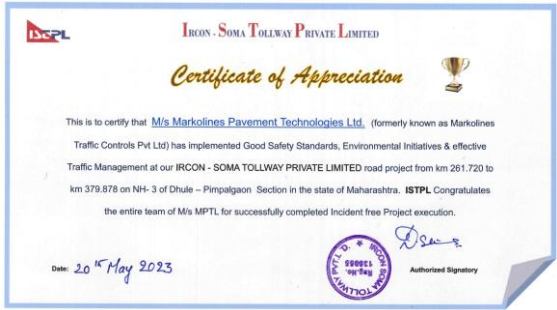 ISTPL
IRCON - SOMA TOLLWAY PRIVATE LIMITED
Certificate of Appreciation
This is to certify that M/s Markolines Pavement Technologies Ltd. (formerly known as Markolines
Traffic Controls Pvt Ltd) has implemented Good Safety Standards, Environmental Initiatives & effective
Traffic Management at our IRCON - SOMA TOLLWAY PRIVATE LIMITED road project from km 261.720 to
km 379.878 on NH- 3 of Dhule – Pimpalgaon Section in the state of Maharashtra. ISTPL Congratulates
the entire team of M/s MPTL for successfully completed Incident free Project execution.
Date: 20th May 2023
IRCON SOMA TOLLWAY PVT. L D.
Reg.No.
Authorized Signatory